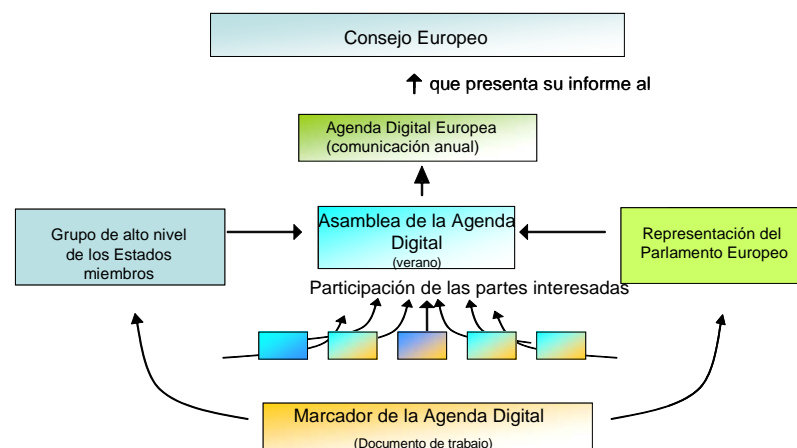 Consejo Europeo
que presenta su informe al
Agenda Digital Europea
(comunicación anual)
Grupo de alto nivel
de los Estados
miembros
Asamblea de la Agenda
Digital
(verano)
Representación del
Parlamento Europeo
Participación de las partes interesadas
Marcador de la Agenda Digital
(Documento de trabajo)